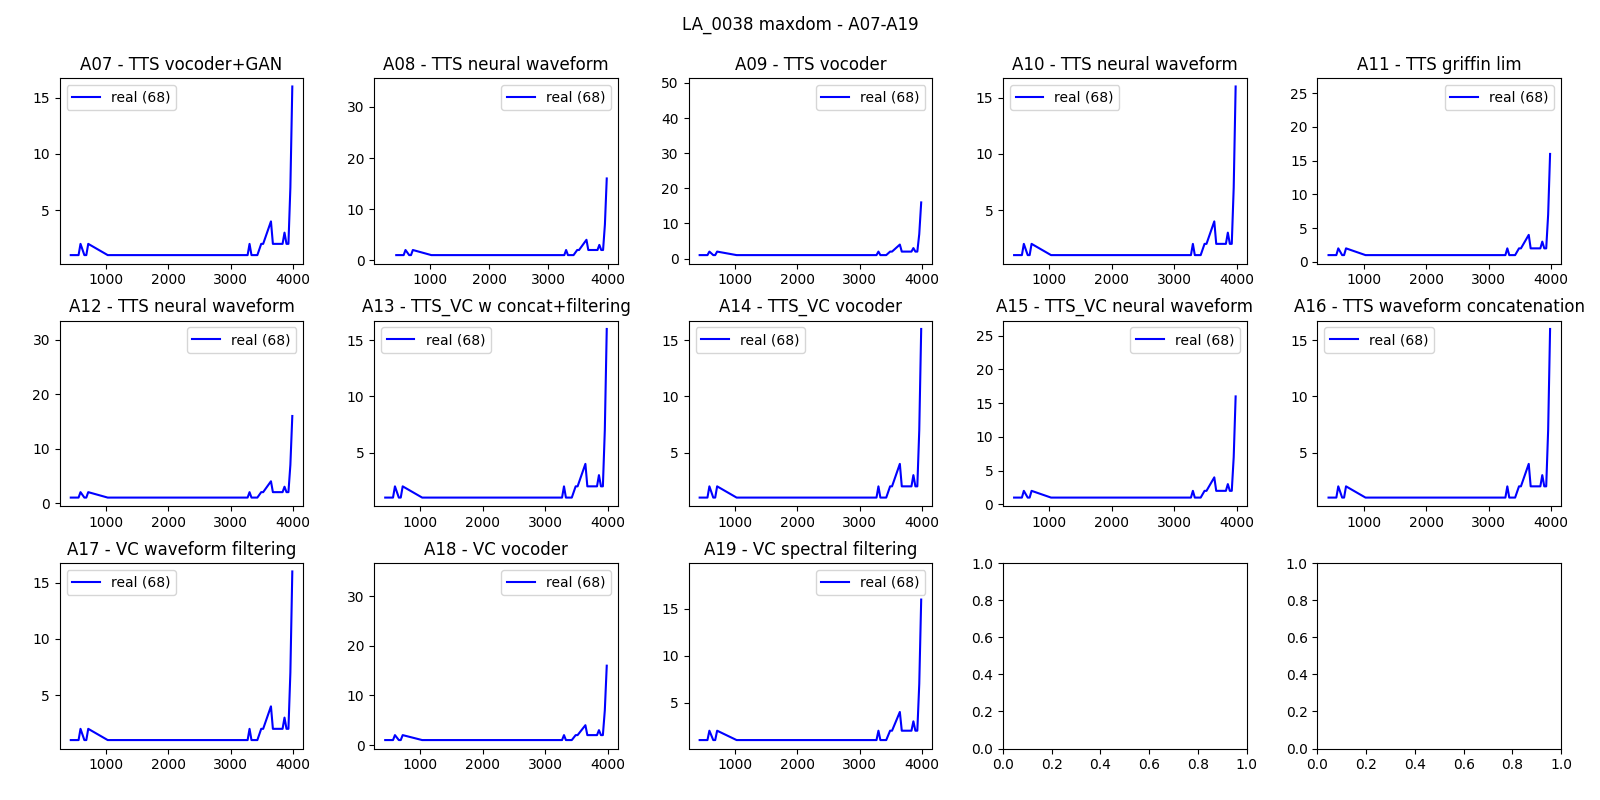 LA_0038 maxdom - A07-A19
A07 - TTS vocoder+GAN
real (68)
15
10
5
1000 2000 3000 4000
A08 - TTS neural waveform
real (68)
30
20
10
0
1000 2000 3000 4000
A09 - TTS vocoder
real (68)
50
40
30
20
10
0
1000 2000 3000 4000
A10 - TTS neural waveform
real (68)
15
10
5
1000 2000 3000 4000
A11 - TTS griffin lim
real (68)
25
20
15
10
5
0
1000 2000 3000 4000
A12 - TTS neural waveform
real (68)
30
20
10
0
1000 2000 3000 4000
A13 - TTS_VC w concat+filtering
real (68)
15
10
5
1000 2000 3000 4000
A14 - TTS_VC vocoder
real (68)
15
10
5
1000 2000 3000 4000
A15 - TTS_VC neural waveform
real (68)
25
20
15
10
5
0
1000 2000 3000 4000
A16 - TTS waveform concatenation
real (68)
15
10
5
1000 2000 3000 4000
A17 - VC waveform filtering
real (68)
15
10
5
1000 2000 3000 4000
A18 - VC vocoder
real (68)
30
20
10
0
1000 2000 3000 4000
A19 - VC spectral filtering
real (68)
15
10
5
1000 2000 3000 4000
1.0
0.8
0.6
0.4
0.2
0.0
0.0 0.2 0.4 0.6 0.8 1.0
1.0
0.8
0.6
0.4
0.2
0.0
0.0 0.2 0.4 0.6 0.8 1.0